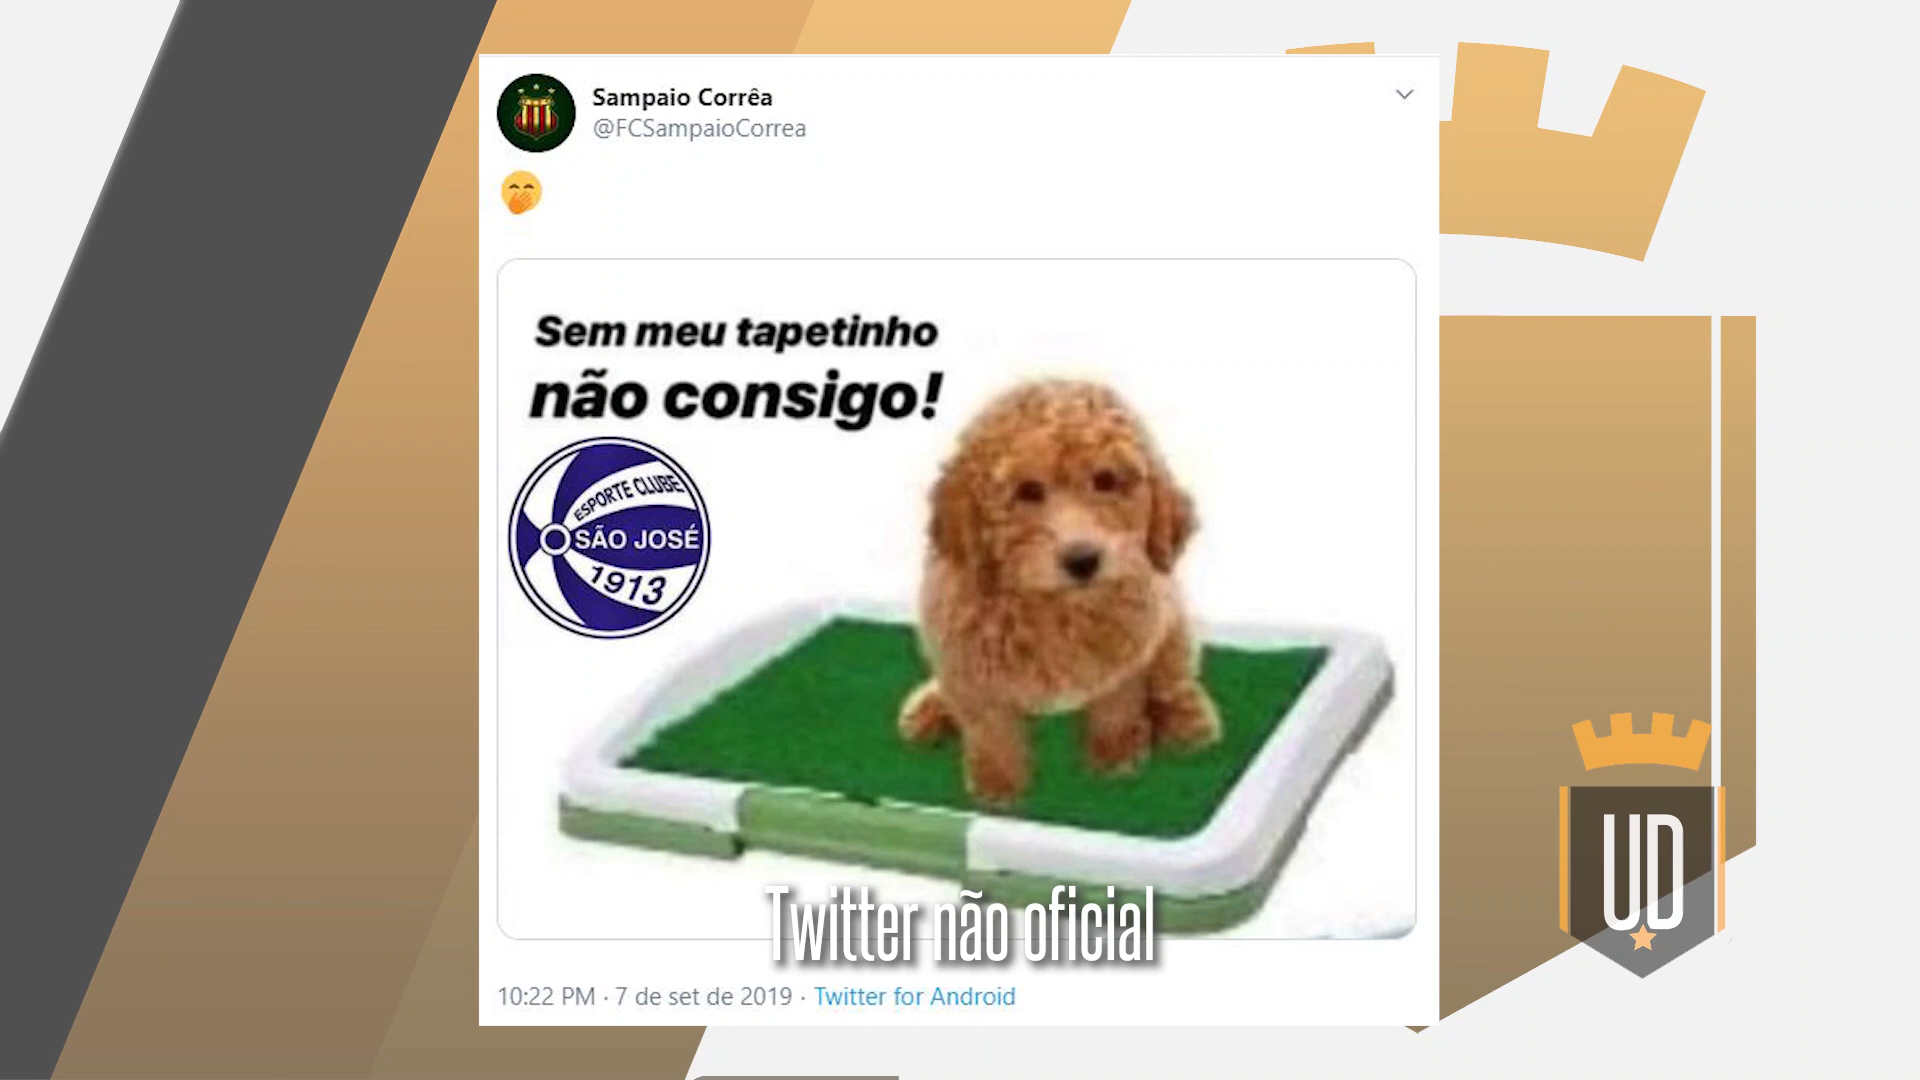 Sampaio Corrêa
@FCSampaioCorrea
Sem meu tapetinho
não consigo!
ESPORTE CLUBE
SÃO JOSÉ
1913
UD
Twitter não oficial
10:22 PM · 7 de set de 2019 · Twitter for Android